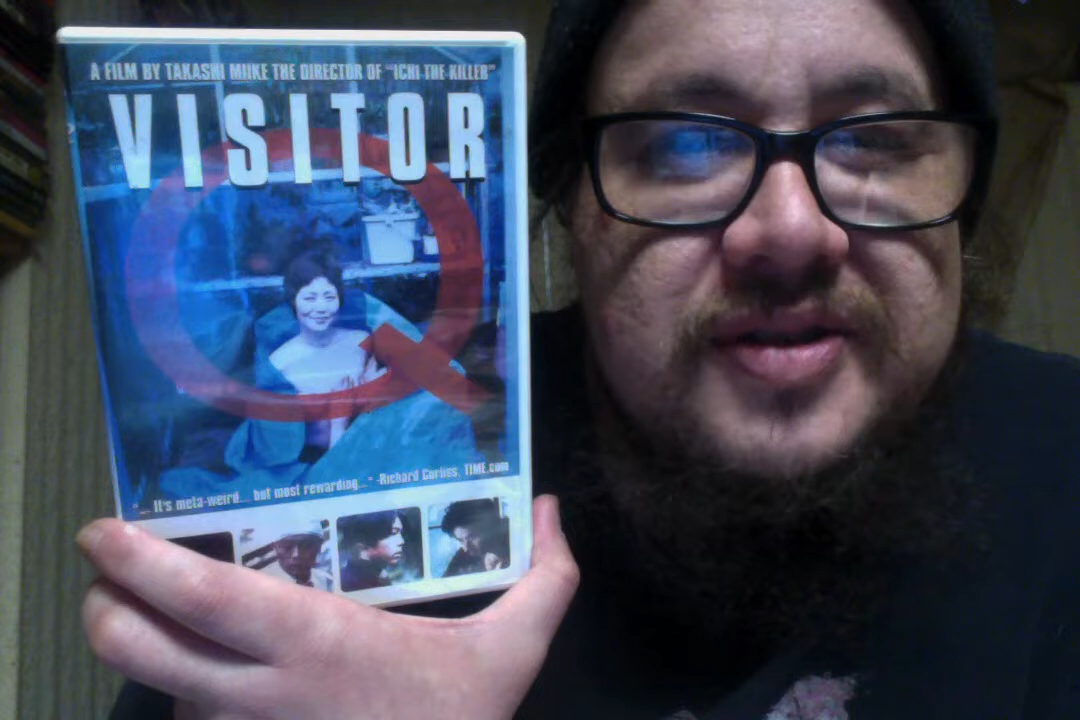 A FILM BY TAKASHI MIIKE THE DIRECTOR OF "ICHI THE KILLER"
VISITOR
Q
"... It's meta-weird... but most rewarding..." -Richard Corliss, TIME.com